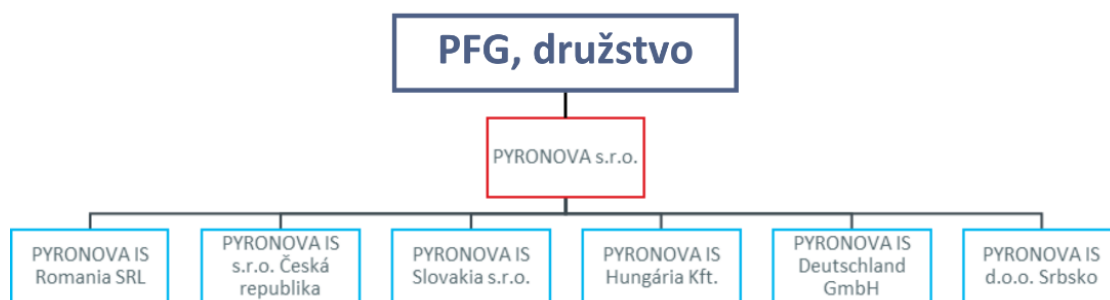 PFG, družstvo
PYRONOVA s.r.o.
PYRONOVA IS
Romania SRL
PYRONOVA IS
s.r.o. Česká
republika
PYRONOVA IS
Slovakia s.r.o.
PYRONOVA IS
Hungária Kft.
PYRONOVA IS
Deutschland
GmbH
PYRONOVA IS
d.o.o. Srbsko